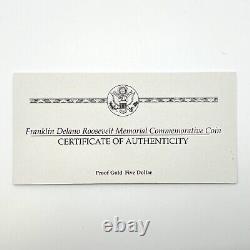 Franklin Delano Roosevelt Memorial Commemorative Coin
CERTIFICATE OF AUTHENTICITY
Proof Gold Five Dollar